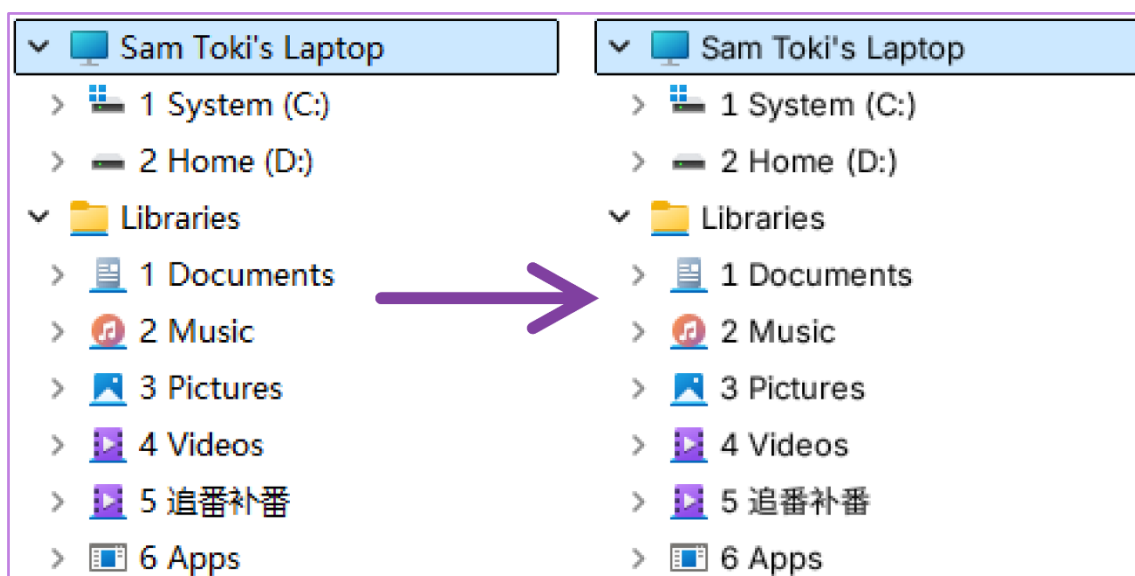 Sam Toki's Laptop
1 System (C:)
2 Home (D:)
Libraries
1 Documents
2 Music
3 Pictures
4 Videos
5 追番补番
6 Apps
Sam Toki's Laptop
1 System (C:)
2 Home (D:)
Libraries
1 Documents
2 Music
3 Pictures
4 Videos
5 追番补番
6 Apps